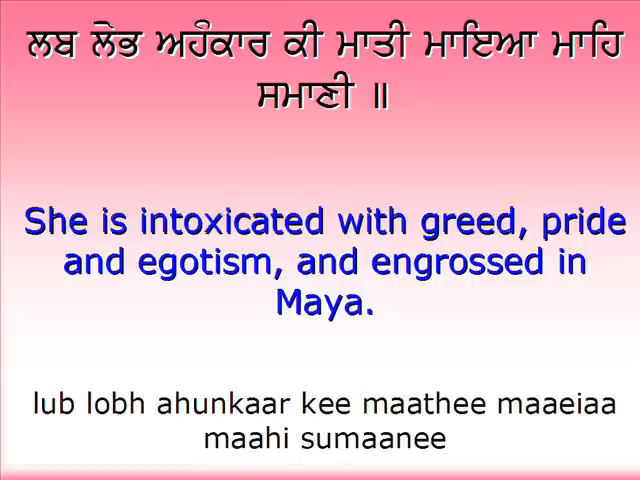 ਲਬ ਲੋਭ ਅਹੰਕਾਰ ਕੀ ਮਾਤੀ ਮਾਇਆ ਮਾਹਿ
ਸਮਾਣੀ ॥
She is intoxicated with greed, pride
and egotism, and engrossed in
Maya.
lub lobh ahunkaar kee maathee maaeiaa
maahi sumaanee